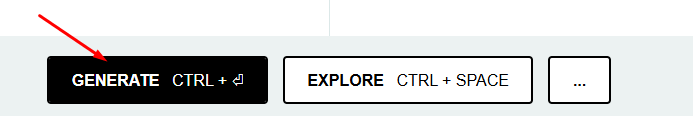 GENERATE CTRL + ⏎ EXPLORE CTRL + SPACE ...